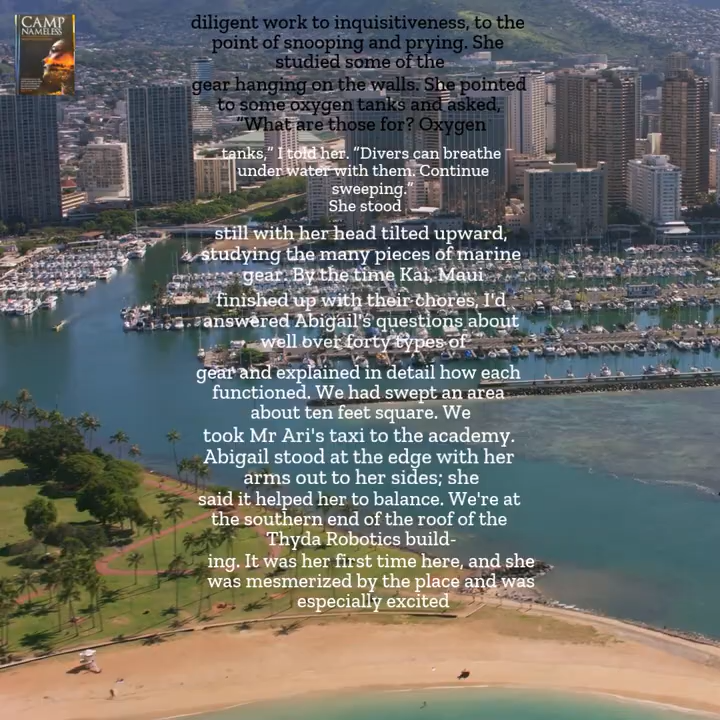 CAMP
NAMELESS
diligent work to inquisitiveness, to the
point of snooping and prying. She
studied some of the
gear hanging on the walls. She pointed
to some oxygen tanks and asked,
"What are those for? Oxygen
tanks,” I told her. “Divers can breathe
under water with them. Continue
sweeping.”
She stood
still with her head tilted upward,
studying the many pieces of marine
gear. By the time Kai, Maui
finished up with their chores, I'd
answered Abigail's questions about
well over forty types of
gear and explained in detail how each
functioned. We had swept an area
about ten feet square. We
took Mr Ari's taxi to the academy.
Abigail stood at the edge with her
arms out to her sides; she
said it helped her to balance. We're at
the southern end of the roof of the
Thyda Robotics build-
ing. It was her first time here, and she
was mesmerized by the place and was
especially excited